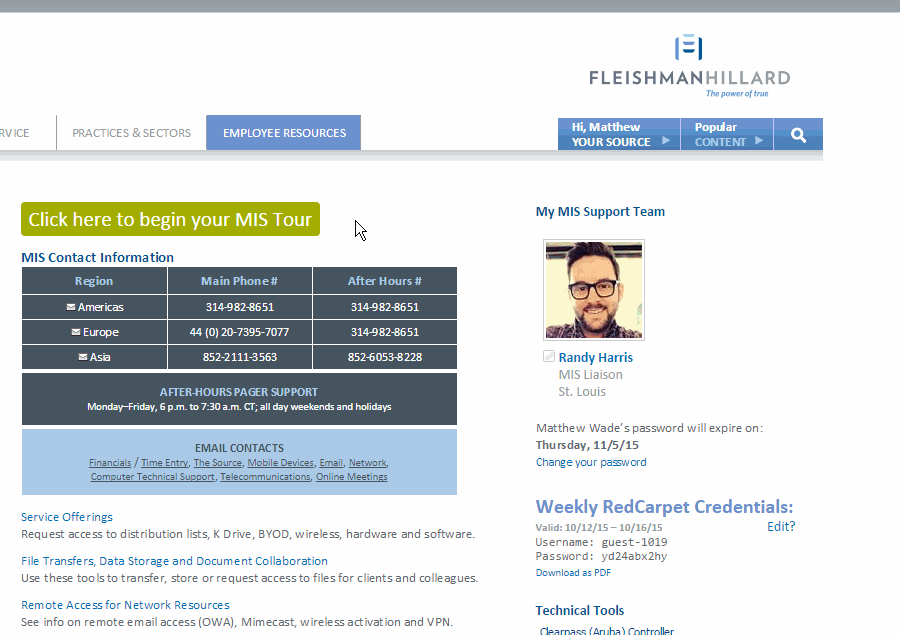 FLEISHMANHILLARD
The power of true
RVICE
PRACTICES & SECTORS
EMPLOYEE RESOURCES
Hi, Matthew
YOUR SOURCE
Popular
CONTENT
Click here to begin your MIS Tour
MIS Contact Information
Region Main Phone # After Hours #
Americas 314-982-8651 314-982-8651
Europe 44 (0) 20-7395-7077 314-982-8651
Asia 852-2111-3563 852-6053-8228
AFTER-HOURS PAGER SUPPORT
Monday–Friday, 6 p.m. to 7:30 a.m. CT; all day weekends and holidays
EMAIL CONTACTS
Financials / Time Entry, The Source, Mobile Devices, Email, Network,
Computer Technical Support, Telecommunications, Online Meetings
Service Offerings
Request access to distribution lists, K Drive, BYOD, wireless, hardware and software.
File Transfers, Data Storage and Document Collaboration
Use these tools to transfer, store or request access to files for clients and colleagues.
Remote Access for Network Resources
See info on remote email access (OWA), Mimecast, wireless activation and VPN.
My MIS Support Team
Randy Harris
MIS Liaison
St. Louis
Matthew Wade's password will expire on:
Thursday, 11/5/15
Change your password
Weekly RedCarpet Credentials:
Valid: 10/12/15 – 10/16/15
Edit?
Username: guest-1019
Password: yd24abx2hy
Download as PDF
Technical Tools
Clearpass (Aruba) Controller